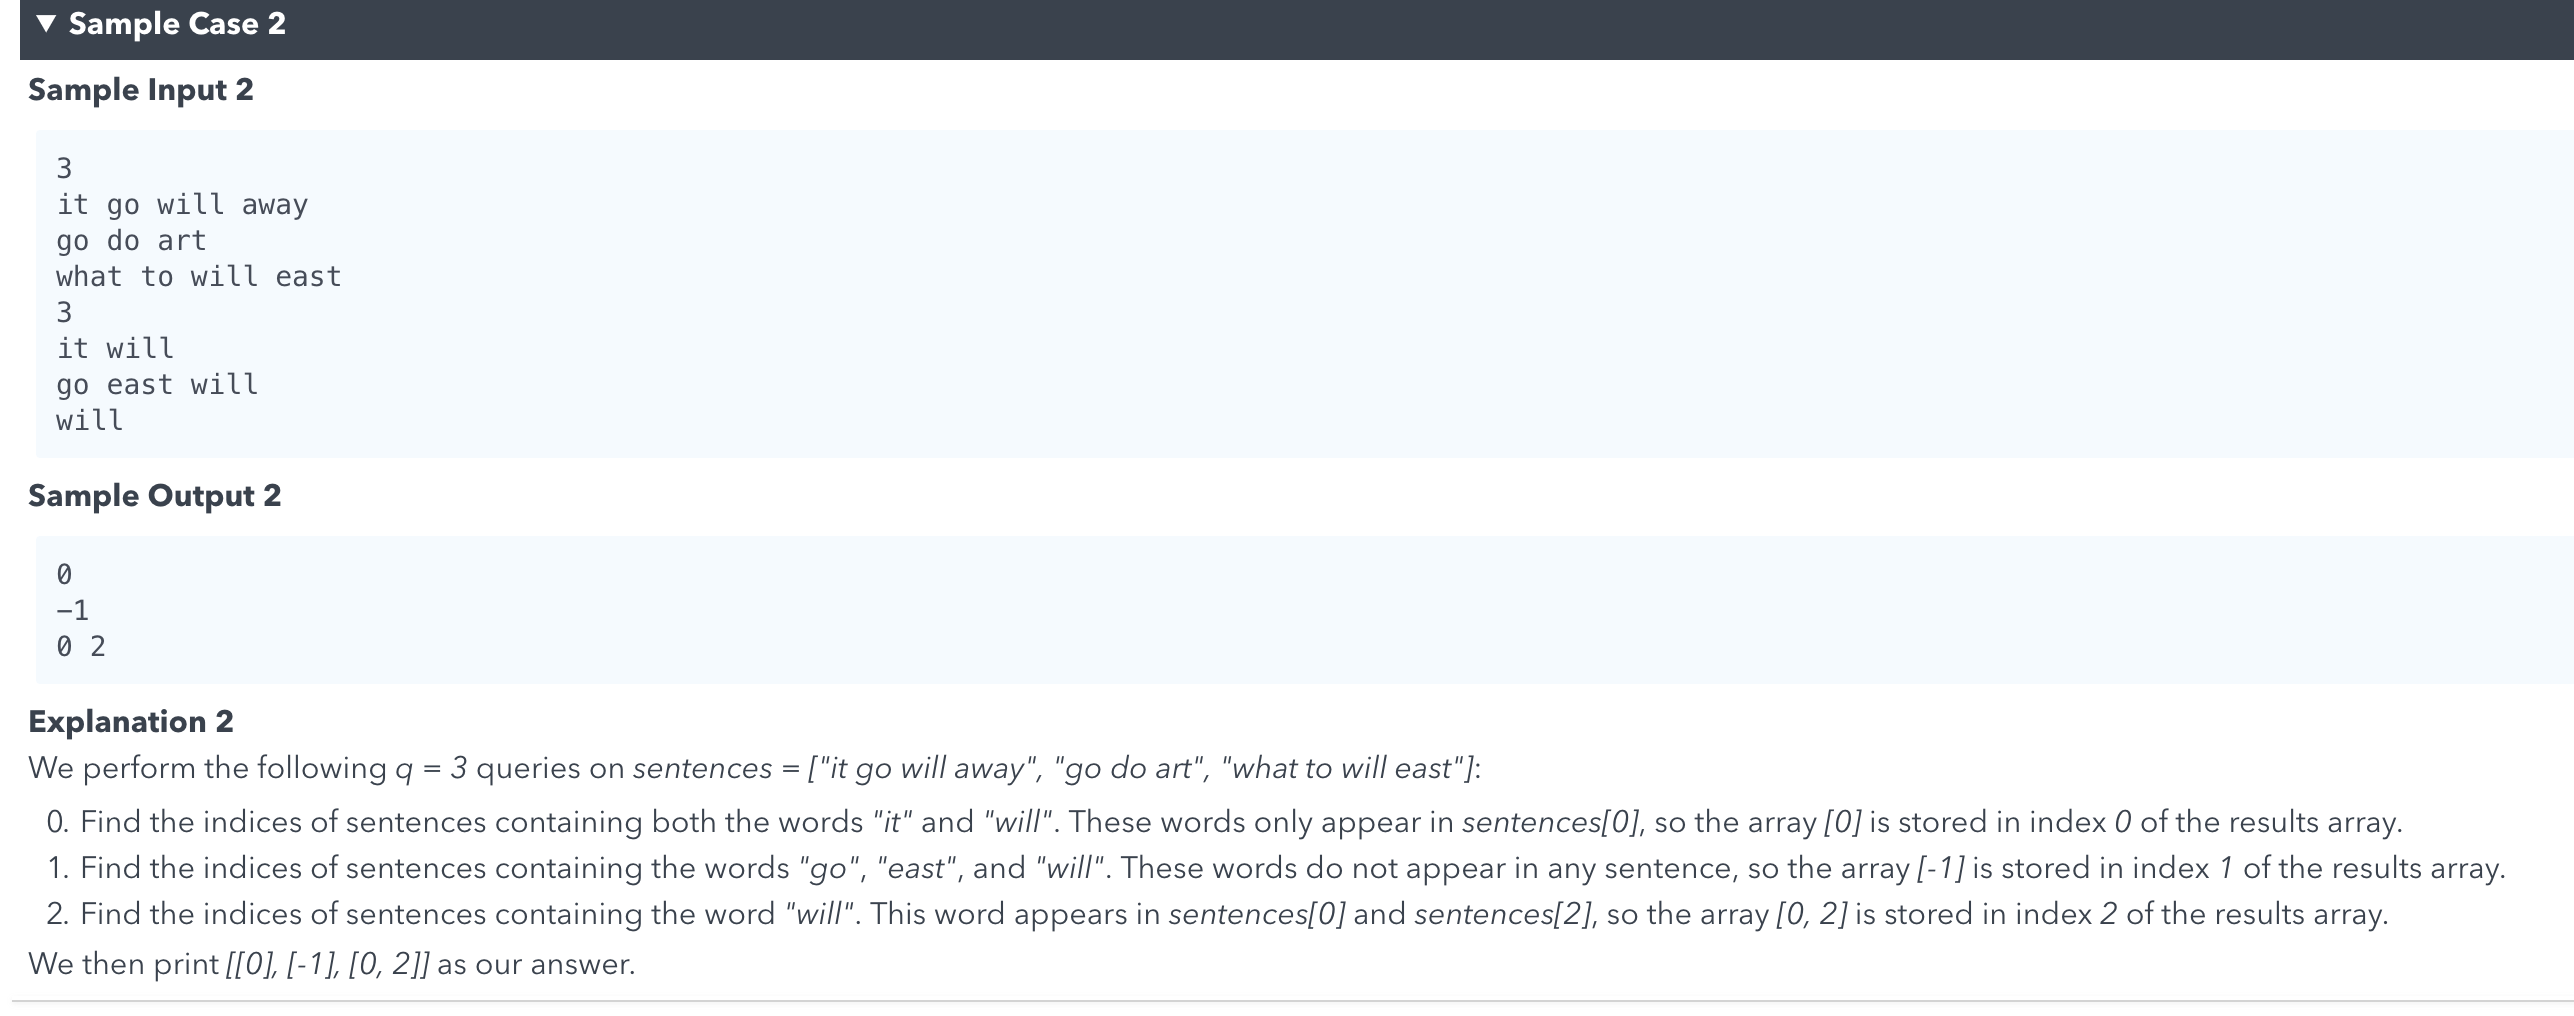 ▼ Sample Case 2
Sample Input 2
3
it go will away
go do art
what to will east
3
it will
go east will
will
Sample Output 2
0
−1
0 2
Explanation 2
We perform the following q = 3 queries on sentences = ["it go will away", "go do art", "what to will east"]:
0. Find the indices of sentences containing both the words "it" and "will". These words only appear in sentences[0], so the array [0] is stored in index 0 of the results array.
1. Find the indices of sentences containing the words "go", "east", and "will". These words do not appear in any sentence, so the array [-1] is stored in index 1 of the results array.
2. Find the indices of sentences containing the word "will". This word appears in sentences[0] and sentences[2], so the array [0, 2] is stored in index 2 of the results array.
We then print [[0], [-1], [0, 2]] as our answer.